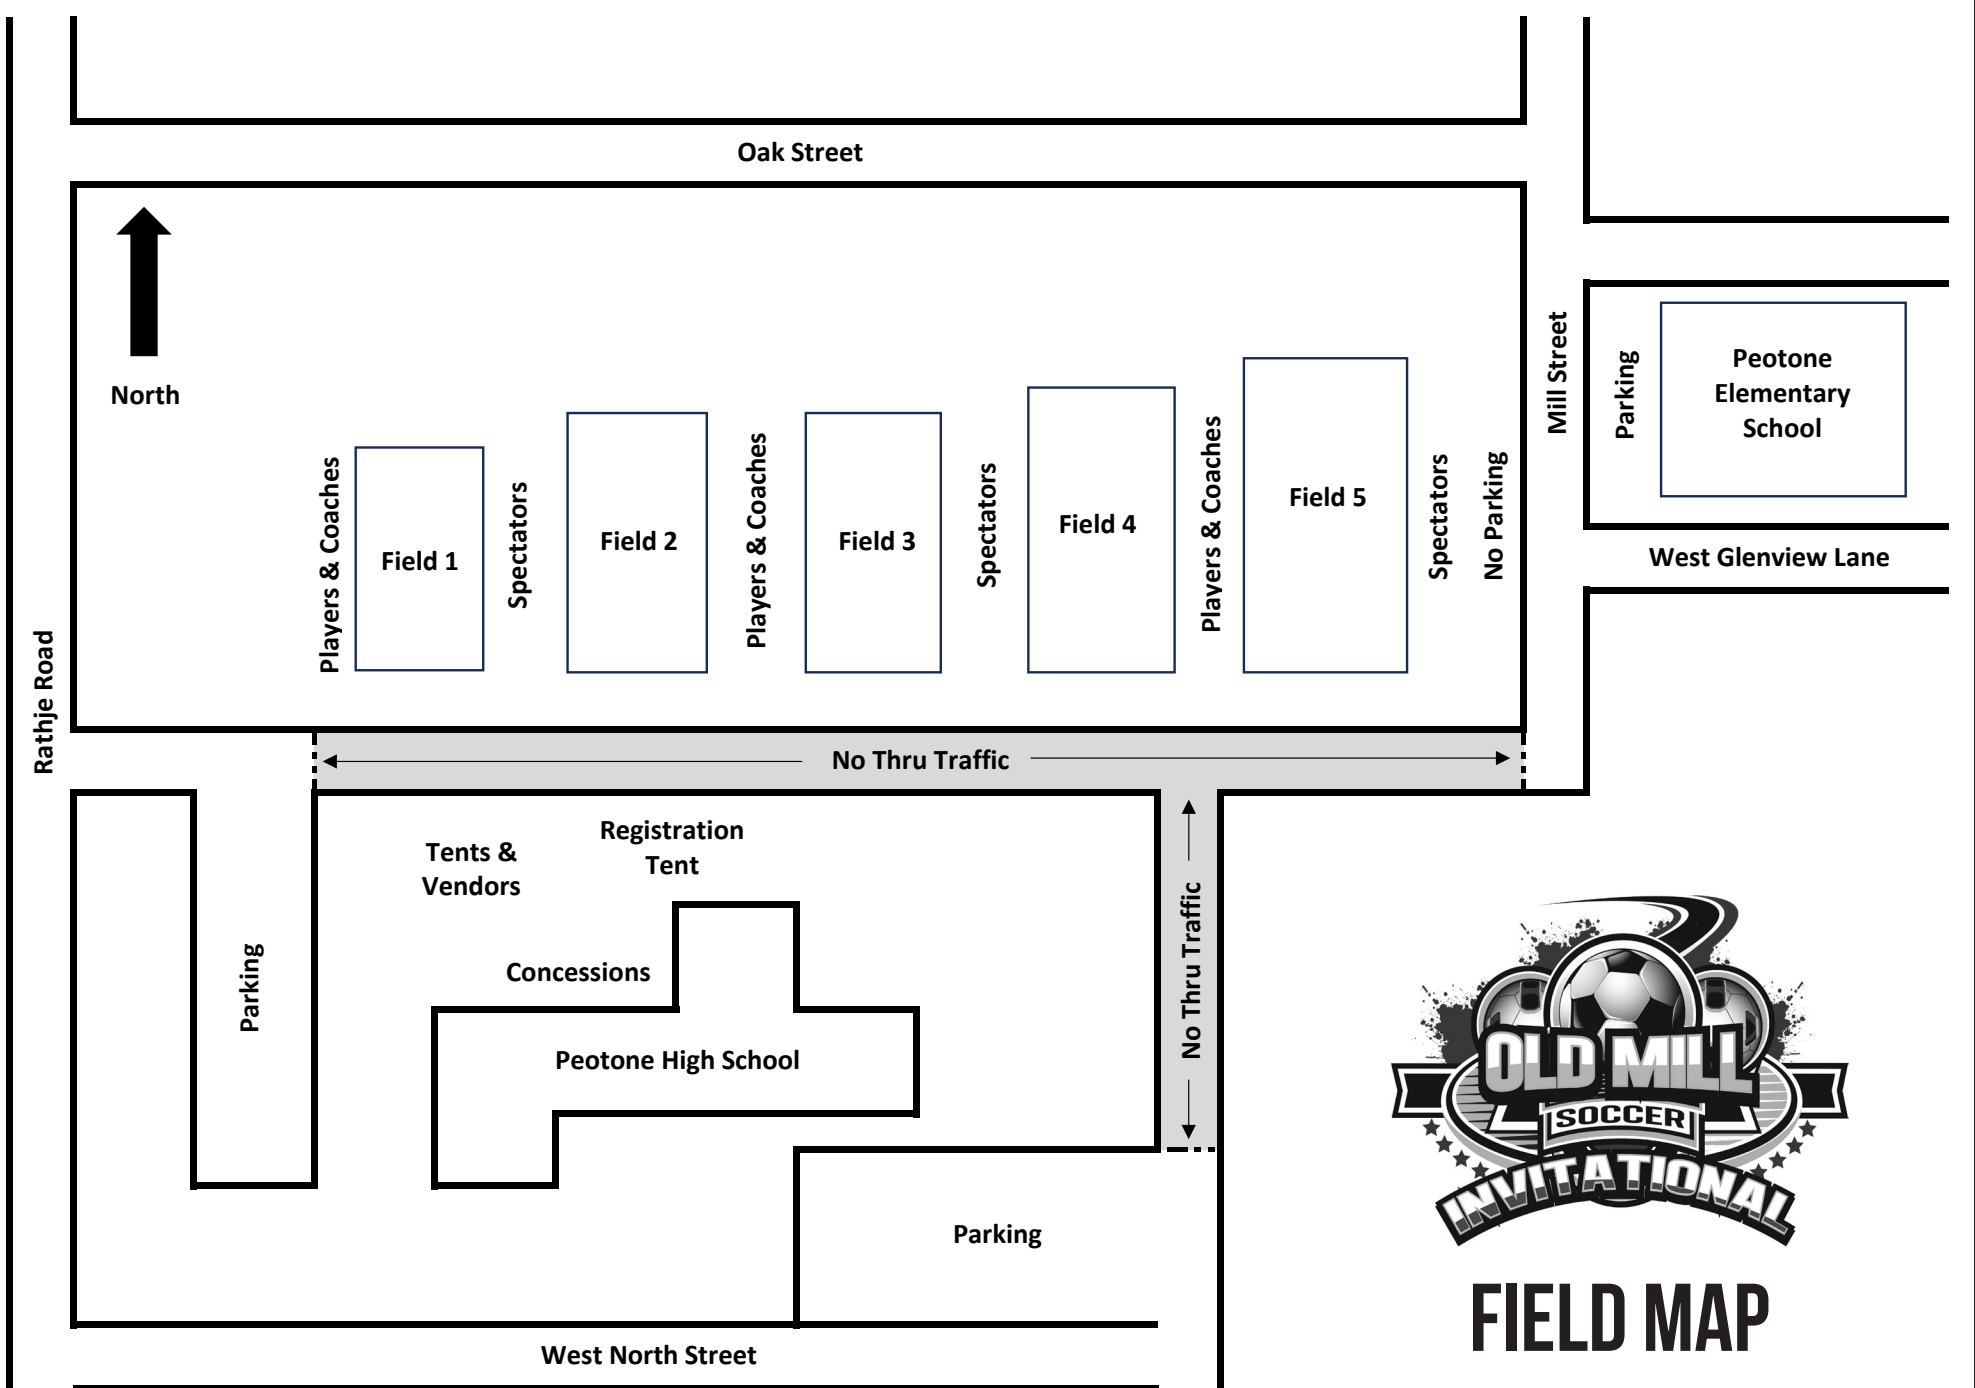 Oak Street
North
Rathje Road
Players & Coaches
Field 1
Spectators
Field 2
Players & Coaches
Field 3
Spectators
Field 4
Players & Coaches
Field 5
Spectators
No Parking
Mill Street
Parking
Peotone
Elementary
School
West Glenview Lane
No Thru Traffic
Tents &
Vendors
Registration
Tent
Concessions
Parking
Peotone High School
No Thru Traffic
Parking
West North Street
OLD MILL
SOCCER
INVITATIONAL
FIELD MAP